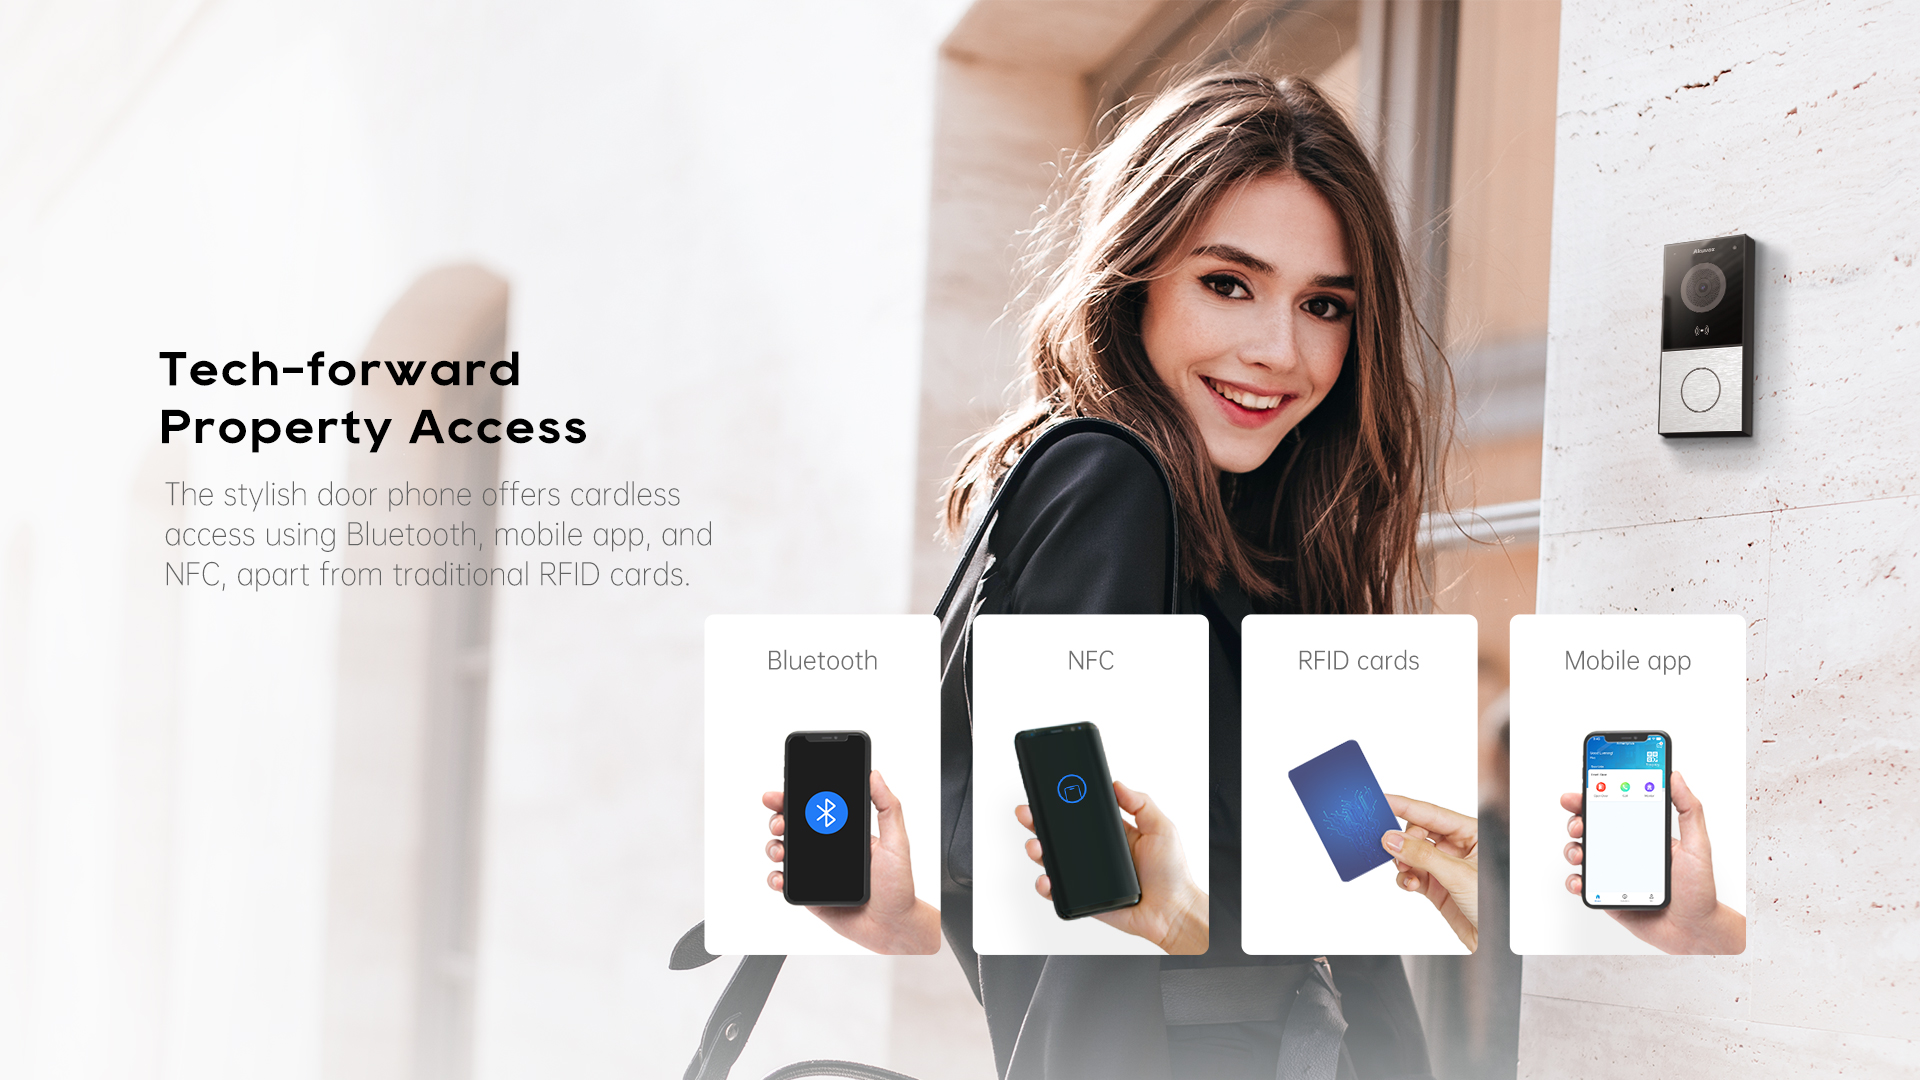 Tech-forward
Property Access
The stylish door phone offers cardless
access using Bluetooth, mobile app, and
NFC, apart from traditional RFID cards.
Akuvox
Bluetooth
NFC
RFID cards
Mobile app